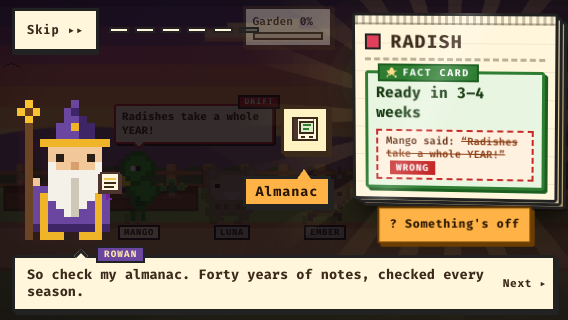 Skip ▸▸
Garden 0%
RADISH
FACT CARD
Ready in 3–4
weeks
DRIFT
Radishes take a whole
YEAR!
Mango said: “Radishes
take a whole YEAR!”
WRONG
Almanac
? Something's off
MANGO
LUNA
EMBER
ROWAN
So check my almanac. Forty years of notes, checked every
season.
Next ▸